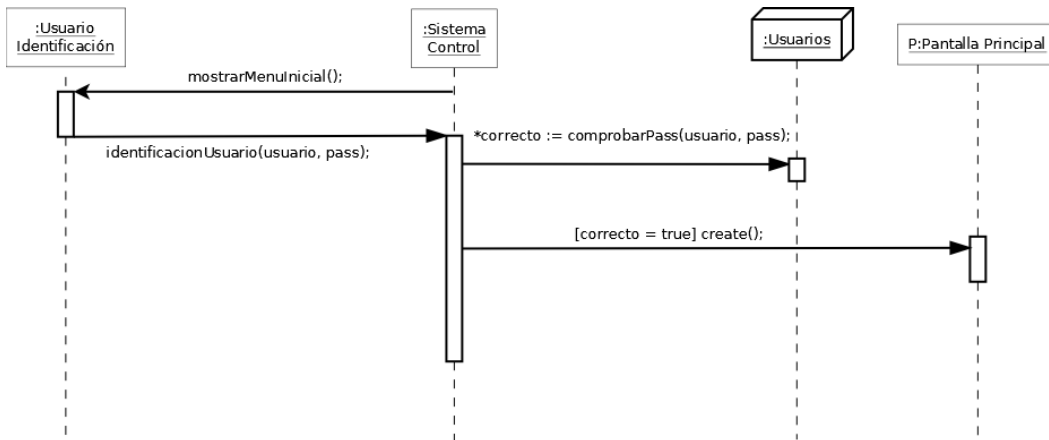 :Usuario
Identificación
:Sistema
Control
:Usuarios
P:Pantalla Principal
mostrarMenuInicial();
identificacionUsuario(usuario, pass);
*correcto := comprobarPass(usuario, pass);
[correcto = true] create();